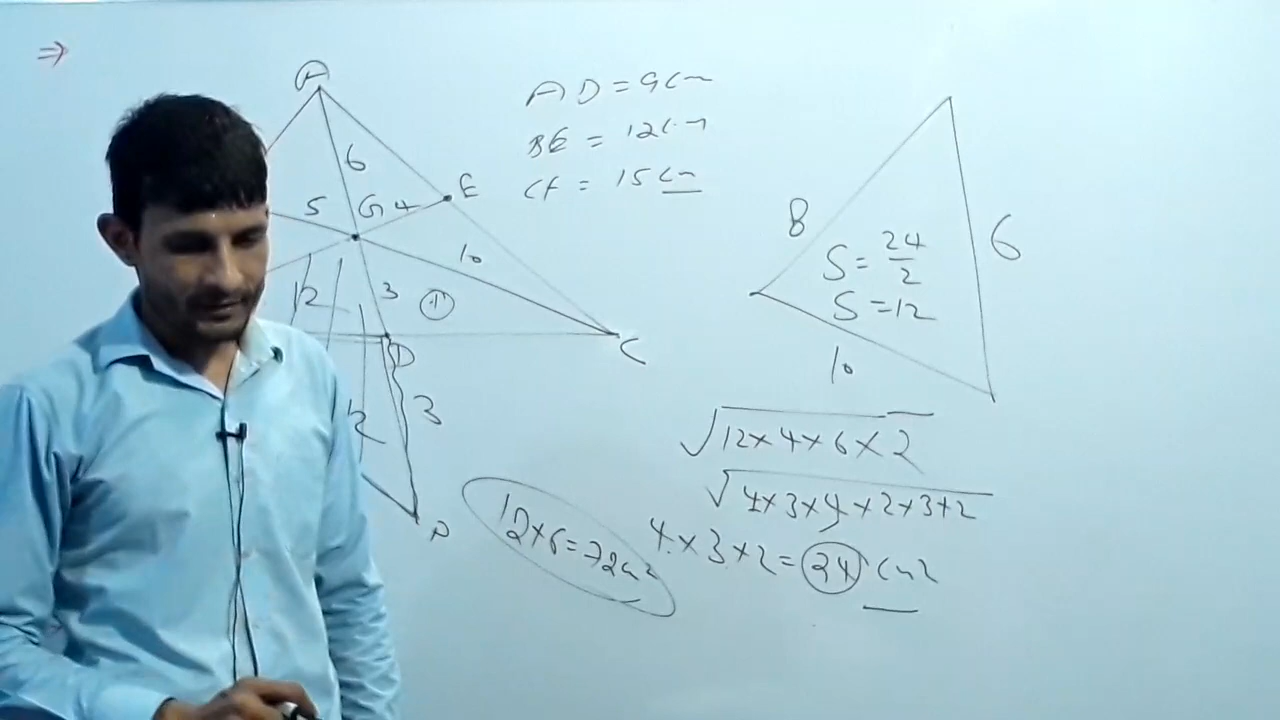 ⇒
A
AD = 9cm
BE = 12cm
CF = 15cm
6
E
5 G 4
10
3 ①
12
D
C
12
3
8
S = 24/2
6
S = 12
10
√12×4×6×2
√4×3×4×2×3×2
4×3×2 = 24 cm2
12×6=72cm2